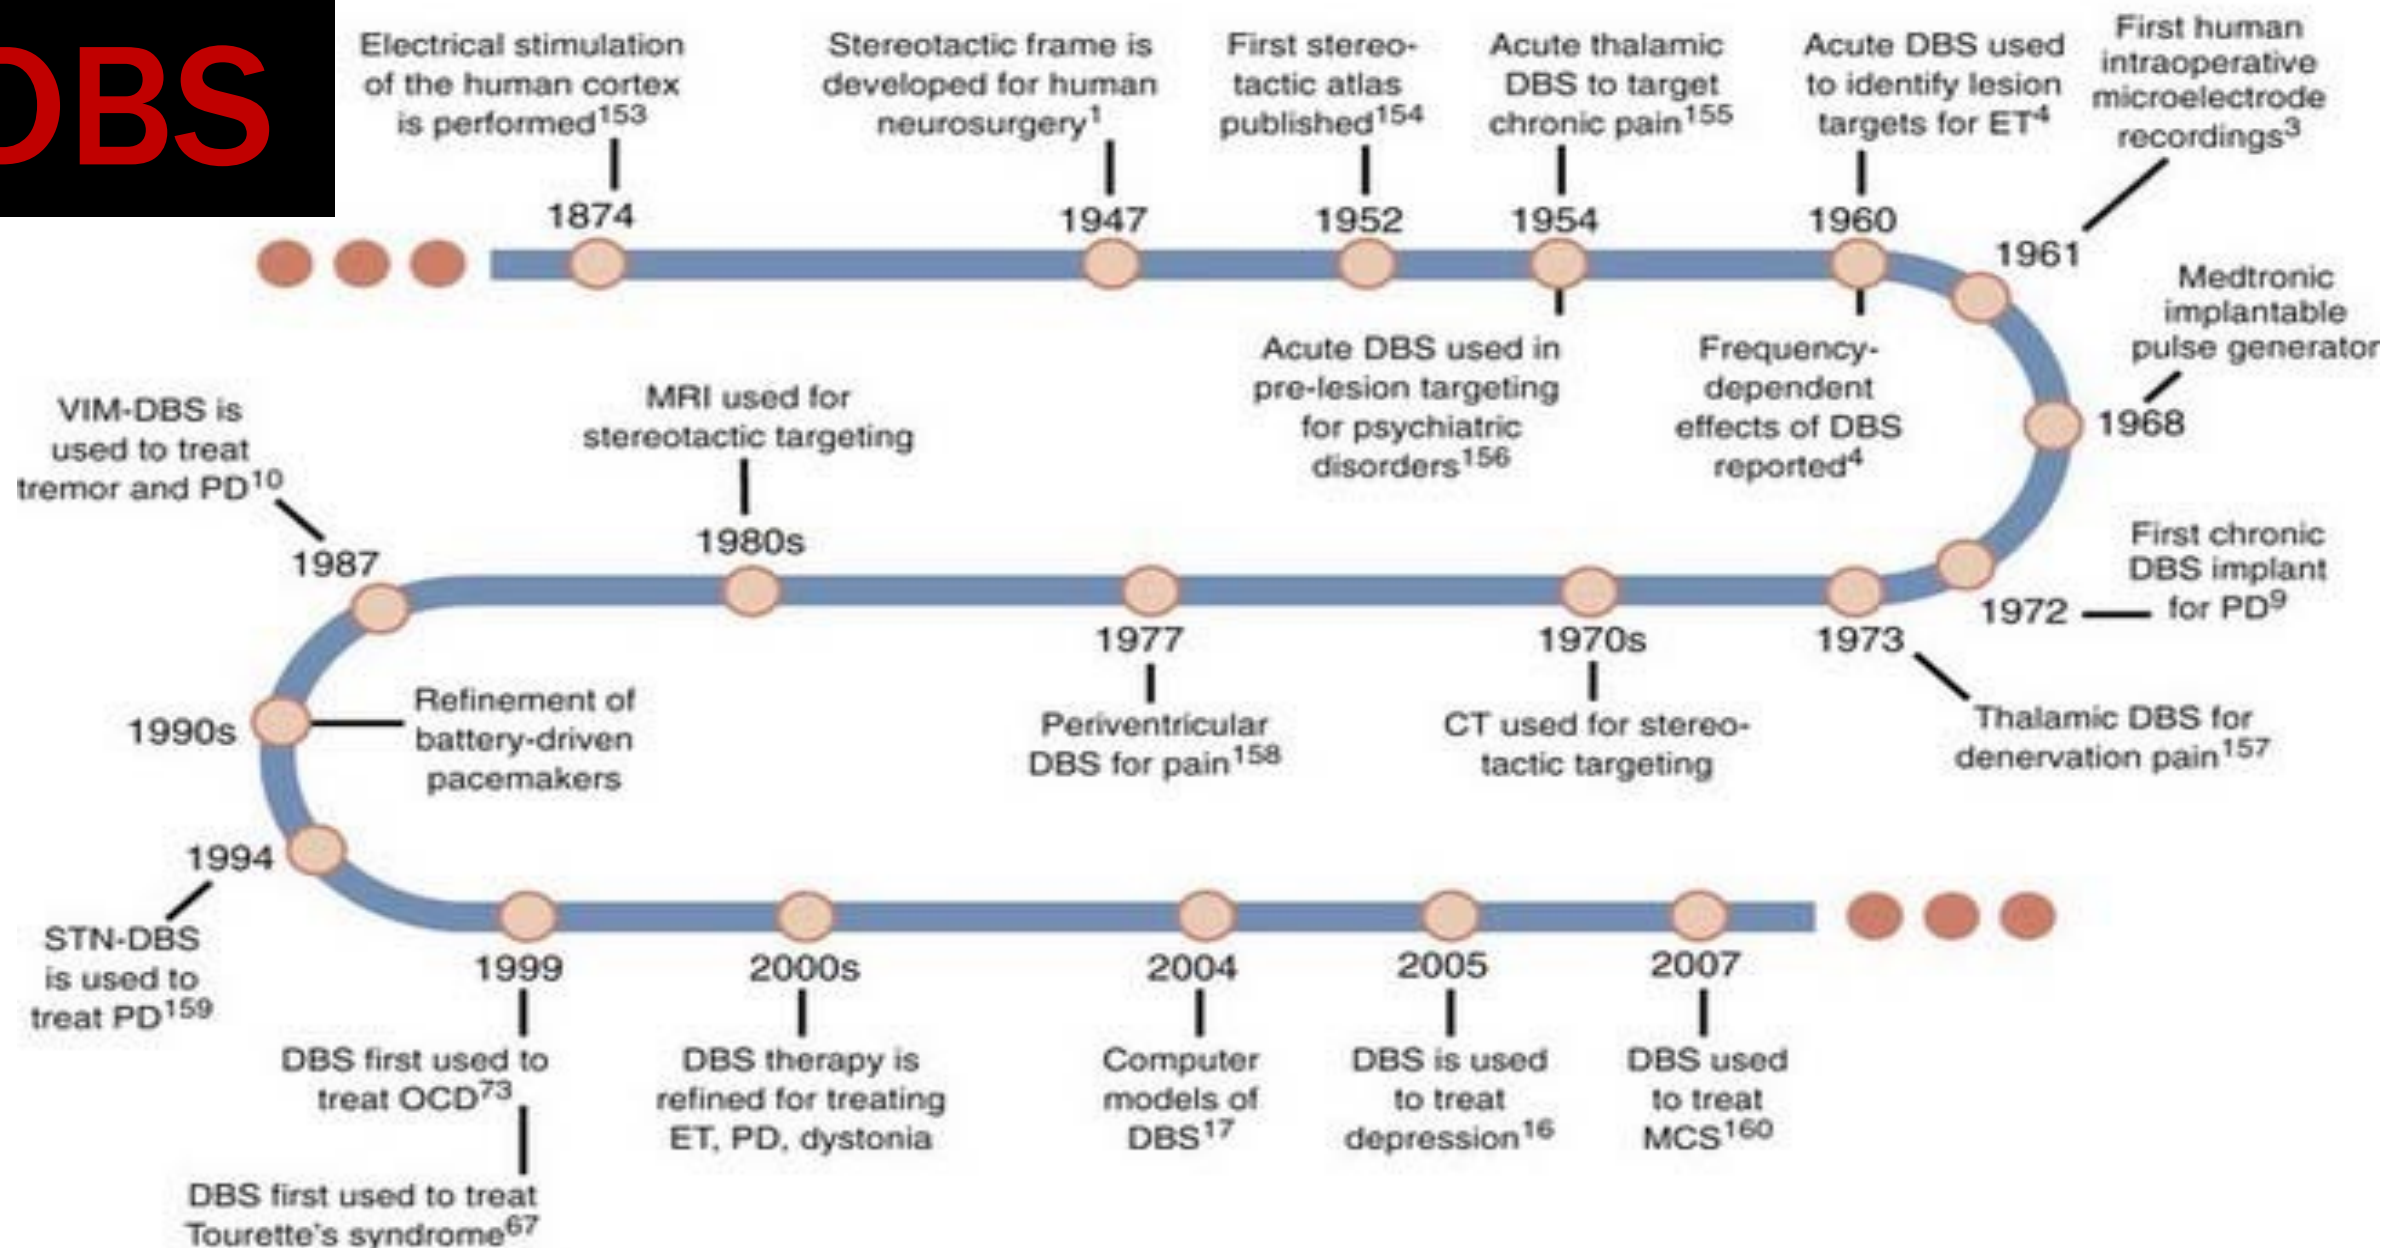 DBS
Electrical stimulation
of the human cortex
is performed153
1874
Stereotactic frame is
developed for human
neurosurgery1
1947
First stereo-
tactic atlas
published154
1952
Acute thalamic
DBS to target
chronic pain155
1954
Acute DBS used in
pre-lesion targeting
for psychiatric
disorders156
Acute DBS used
to identify lesion
targets for ET4
1960
Frequency-
dependent
effects of DBS
reported4
First human
intraoperative
microelectrode
recordings3
1961
Medtronic
implantable
pulse generator
1968
First chronic
DBS implant
for PD9
1972
1973
Thalamic DBS for
denervation pain157
1970s
CT used for stereo-
tactic targeting
1977
Periventricular
DBS for pain158
MRI used for
stereotactic targeting
1980s
VIM-DBS is
used to treat
tremor and PD10
1987
1990s
Refinement of
battery-driven
pacemakers
1994
STN-DBS
is used to
treat PD159
1999
DBS first used to
treat OCD73
DBS first used to treat
Tourette's syndrome67
2000s
DBS therapy is
refined for treating
ET, PD, dystonia
2004
Computer
models of
DBS17
2005
DBS is used
to treat
depression16
2007
DBS used
to treat
MCS160